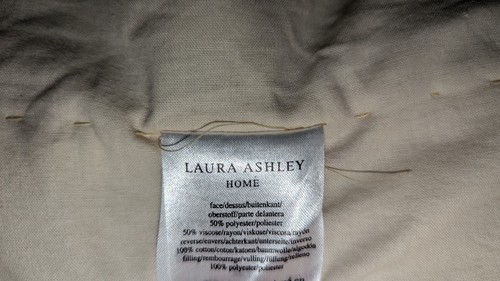 LAURA ASHLEY
HOME
face/dessus/buitenkant/
oberstoff/parte delantera
50% polyester/poliester
50% viscose/rayon/viskose/viscosa/rayón
reverse/envers/achterkant/unterseite/inverso
100% cotton/coton/katoen/baumwolle/algodón
filling/rembourrage/vulling/füllung/relleno
100% polyester/poliester